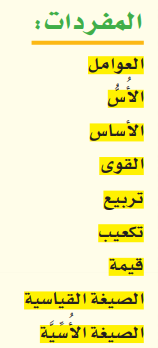 المفردات:
العوامل
الأُسُّ
الأساس
القوى
تربيع
تكعيب
قيمة
الصيغة القياسية
الصيغة الأُسِّيَّة